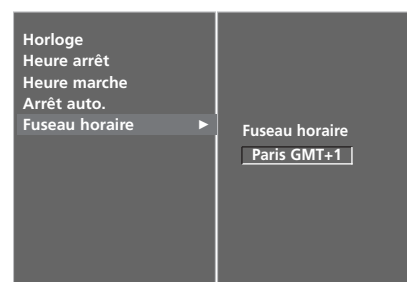 Horloge
Heure arrêt
Heure marche
Arrêt auto.
Fuseau horaire ►
Fuseau horaire
Paris GMT+1